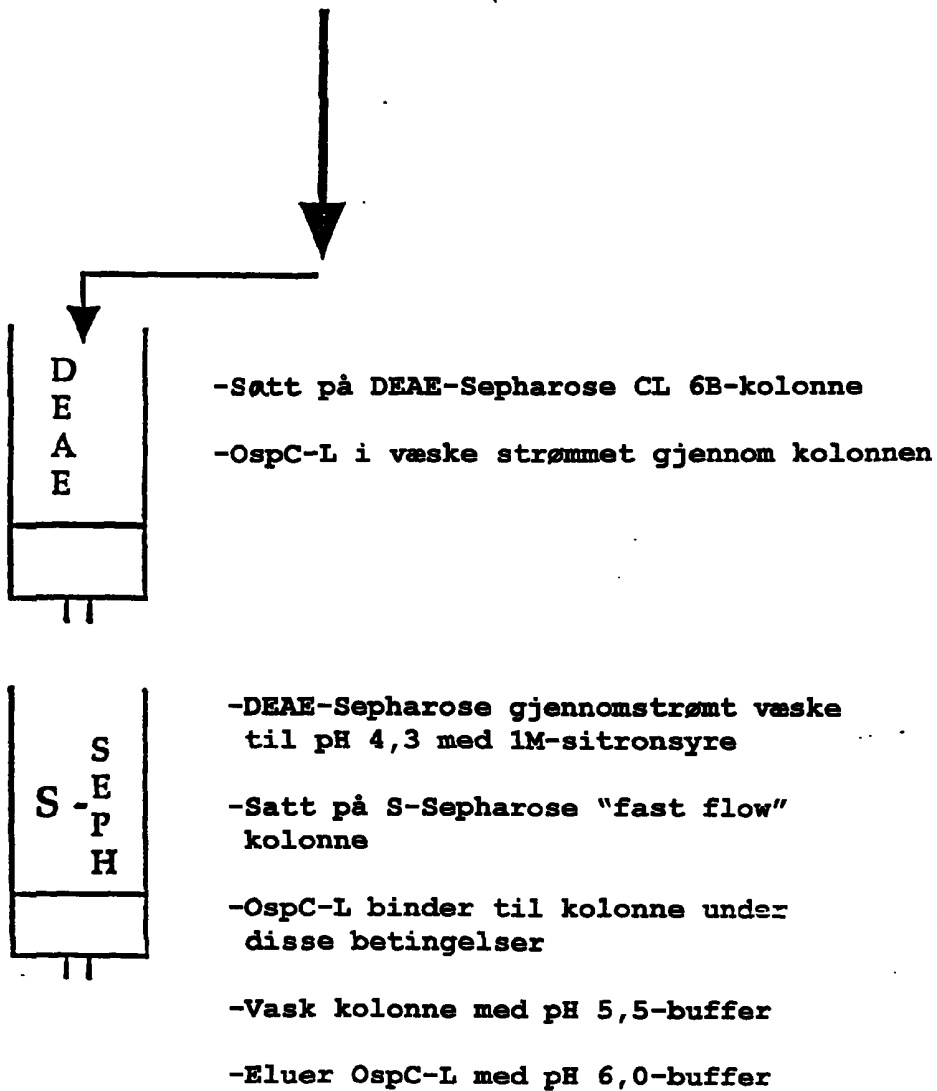 D
E
A
E
-Satt på DEAE-Sepharose CL 6B-kolonne
-OspC-L i væske strømmet gjennom kolonnen
S -
S
E
P
H
-DEAE-Sepharose gjennomstrømt væske
til pH 4,3 med 1M-sitronsyre
-Satt på S-Sepharose "fast flow"
kolonne
-OspC-L binder til kolonne under
disse betingelser
-Vask kolonne med pH 5,5-buffer
-Eluer OspC-L med pH 6,0-buffer